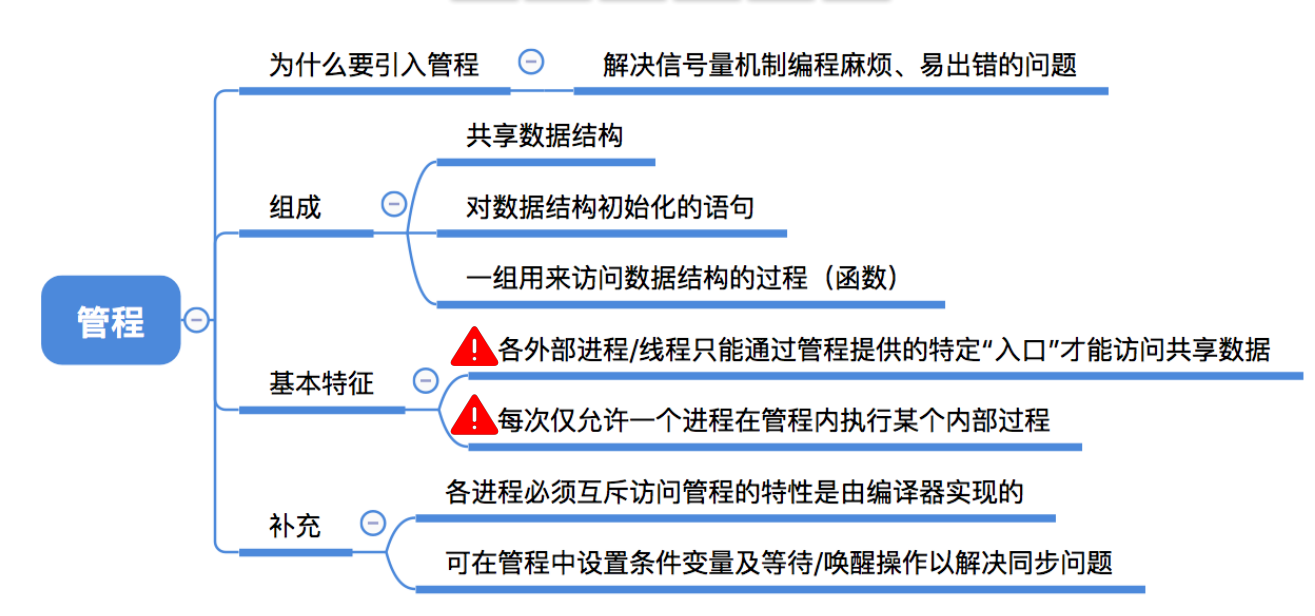 为什么要引入管程
解决信号量机制编程麻烦、易出错的问题
共享数据结构
组成
对数据结构初始化的语句
一组用来访问数据结构的过程（函数）
管程
各外部进程/线程只能通过管程提供的特定“入口”才能访问共享数据
基本特征
每次仅允许一个进程在管程内执行某个内部过程
各进程必须互斥访问管程的特性是由编译器实现的
补充
可在管程中设置条件变量及等待/唤醒操作以解决同步问题